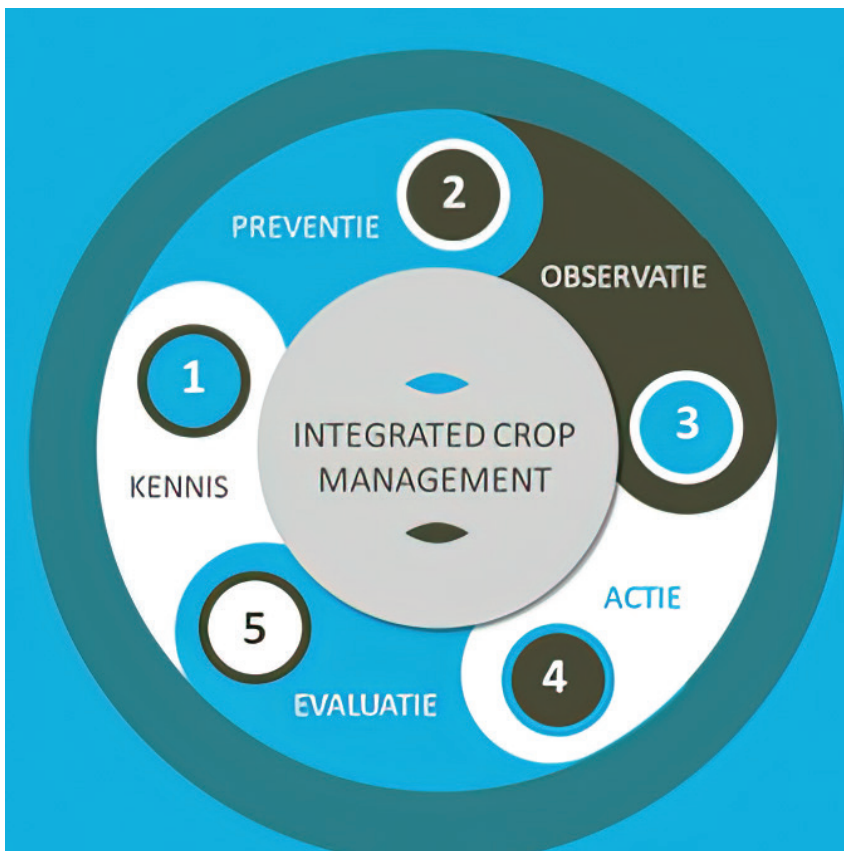 2
PREVENTIE
OBSERVATIE
1
3
INTEGRATED CROP
MANAGEMENT
KENNIS
ACTIE
5
4
EVALUATIE